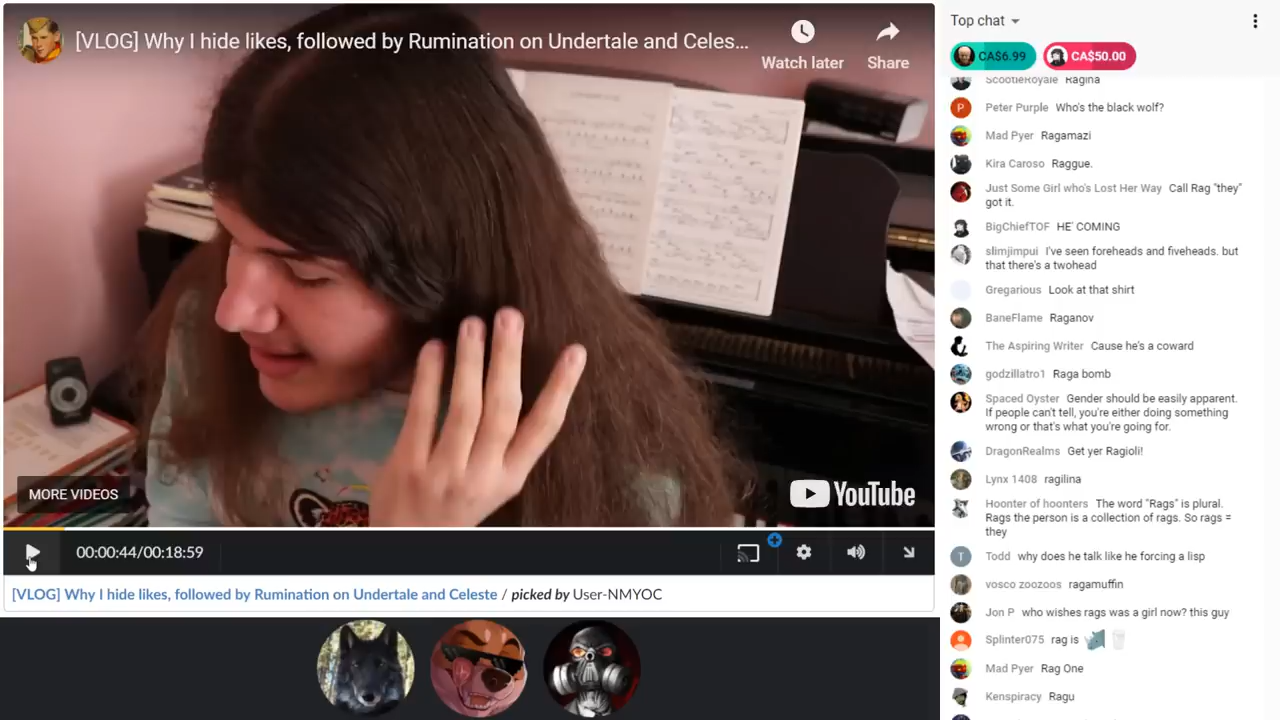 [VLOG] Why I hide likes, followed by Rumination on Undertale and Celes...
Watch later
Share
MORE VIDEOS
YouTube
00:00:44/00:18:59
[VLOG] Why I hide likes, followed by Rumination on Undertale and Celeste / picked by User-NMYOC
Top chat
CA$6.99
CA$50.00
ScootieRoyale Ragina
Peter Purple Who's the black wolf?
Mad Pyer Ragamazi
Kira Caroso Raggue.
Just Some Girl who's Lost Her Way Call Rag "they"
got it.
BigChiefTOF HE' COMING
slimjimpui I've seen foreheads and fiveheads. but
that there's a twohead
Gregarious Look at that shirt
BaneFlame Raganov
The Aspiring Writer Cause he's a coward
godzillatro1 Raga bomb
Spaced Oyster Gender should be easily apparent.
If people can't tell, you're either doing something
wrong or that's what you're going for.
DragonRealms Get yer Ragioli!
Lynx 1408 ragilina
Hoonter of hoonters The word "Rags" is plural.
Rags the person is a collection of rags. So rags =
they
Todd why does he talk like he forcing a lisp
vosco zoozoos ragamuffin
Jon P who wishes rags was a girl now? this guy
Splinter075 rag is
Mad Pyer Rag One
Kenspiracy Ragu
P
T